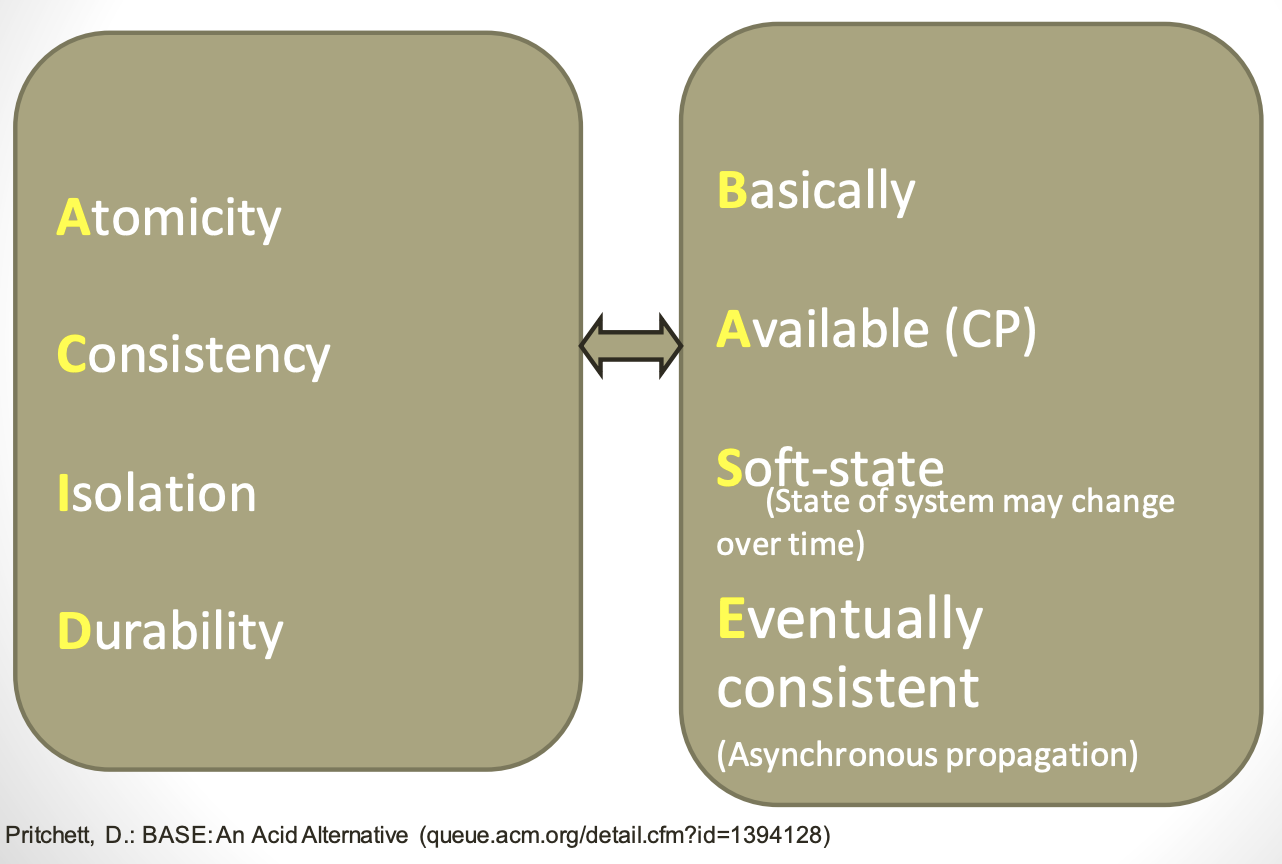 Atomicity
Consistency
Isolation
Durability
Basically
Available (CP)
Soft-state
(State of system may change
over time)
Eventually
consistent
(Asynchronous propagation)
Pritchett, D.: BASE: An Acid Alternative (queue.acm.org/detail.cfm?id=1394128)